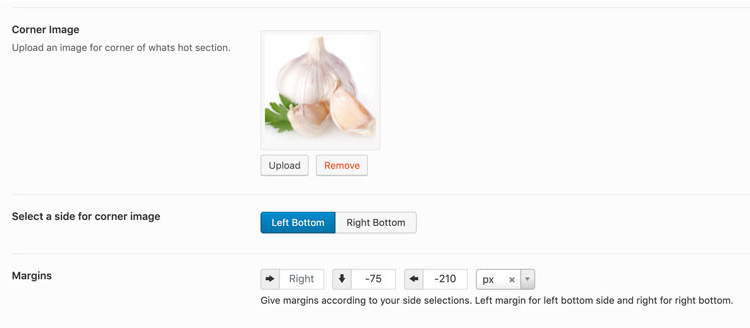 Corner Image
Upload an image for corner of whats hot section.
Upload
Remove
Select a side for corner image
Left Bottom
Right Bottom
Margins
Right
-75
-210
px
Give margins according to your side selections. Left margin for left bottom side and right for right bottom.